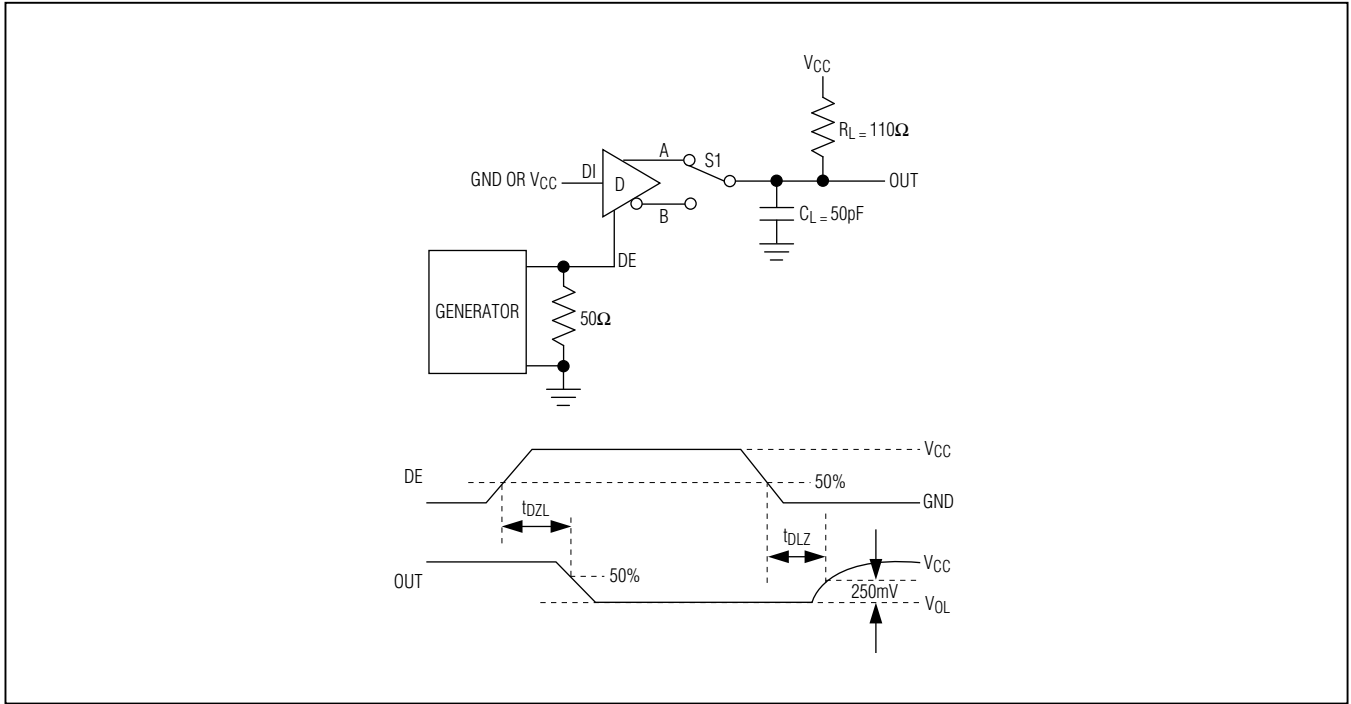 VCC
RL = 110Ω
A
S1
DI
GND OR VCC
D
OUT
B
CL = 50pF
DE
GENERATOR
50Ω
VCC
DE
50%
GND
tDZL
tDLZ
VCC
OUT
50%
250mV
VOL